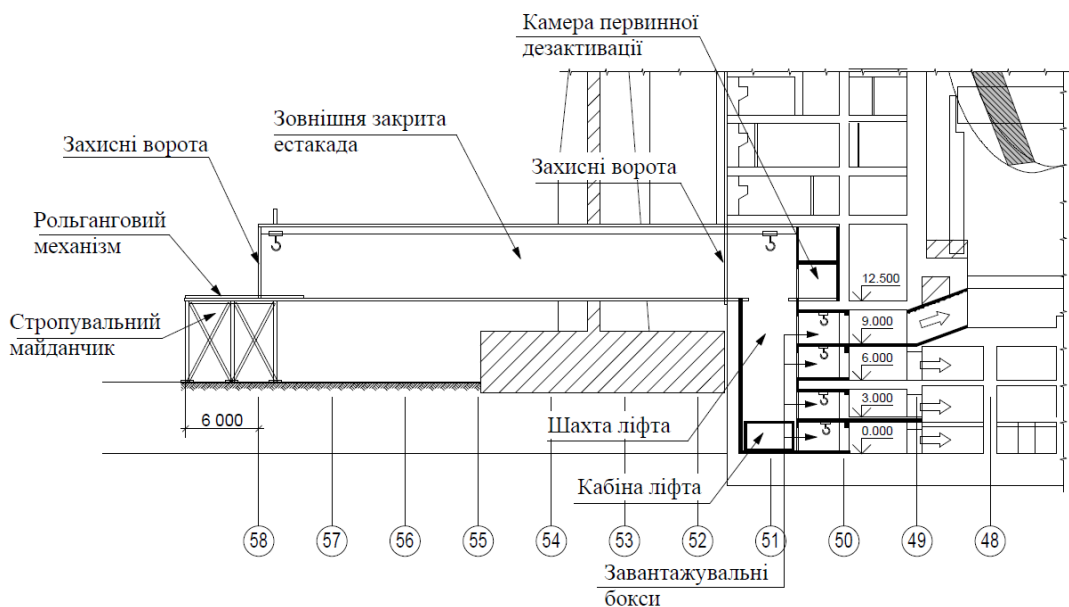 Камера первинної
дезактивації
Зовнішня закрита
естакада
Захисні ворота
Захисні ворота
Рольганговий
механізм
12.500
Стропувальний
майданчик
9.000
6.000
3.000
6 000
Шахта ліфта
0.000
Кабіна ліфта
58
57
56
55
54
53
52
51
50
49
48
Завантажувальні
бокси